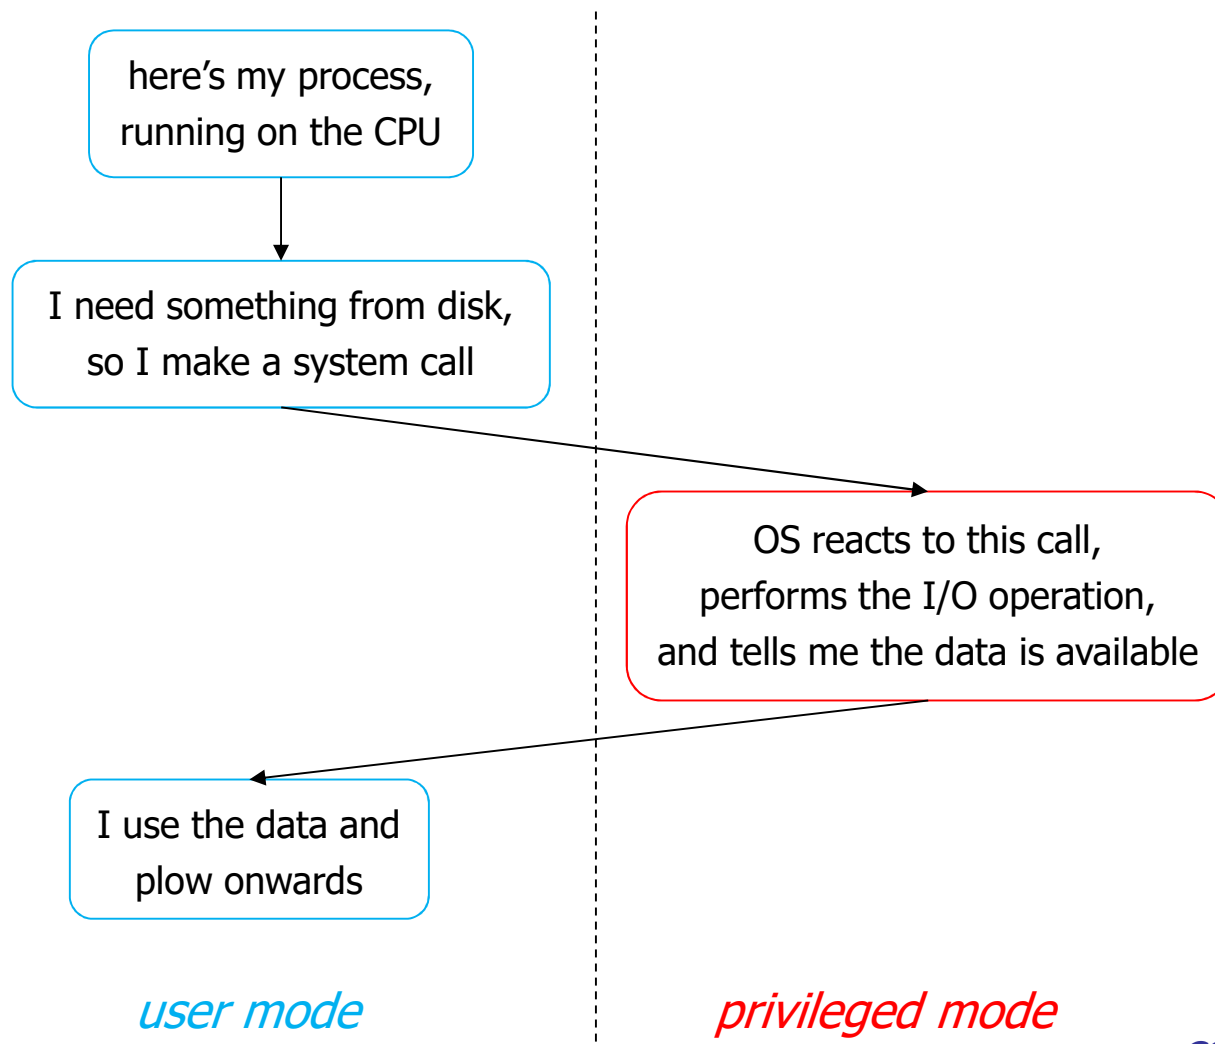 here’s my process,
running on the CPU
I need something from disk,
so I make a system call
OS reacts to this call,
performs the I/O operation,
and tells me the data is available
I use the data and
plow onwards
user mode
privileged mode